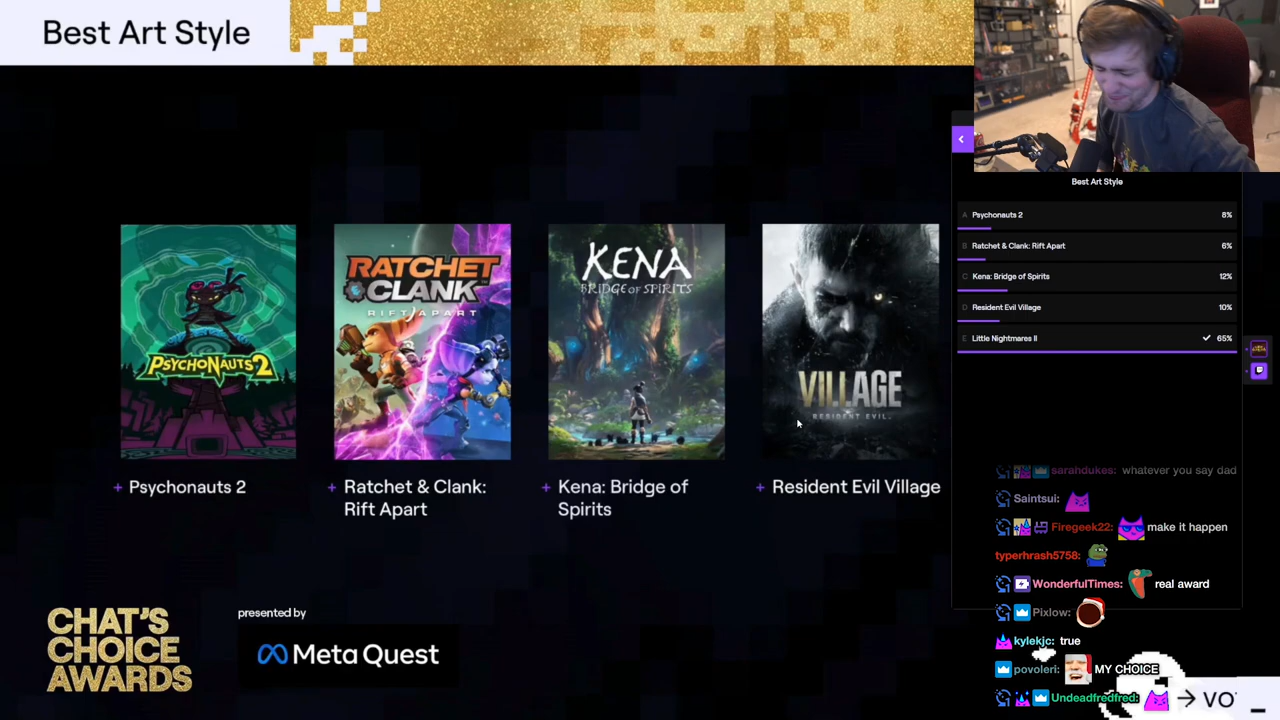 Best Art Style
PSYCHONAUTS 2
RATCHET
CLANK
RIFT APART
KENA
BRIDGE OF SPIRITS
VILLAGE
RESIDENT EVIL
+ Psychonauts 2
+ Ratchet & Clank:
Rift Apart
+ Kena: Bridge of
Spirits
+ Resident Evil Village
CHAT'S
CHOICE
AWARDS
presented by
Meta Quest
Best Art Style
A Psychonauts 2 8%
B Ratchet & Clank: Rift Apart 6%
C Kena: Bridge of Spirits 12%
D Resident Evil Village 10%
E Little Nightmares II 65%
sarahdukes: whatever you say dad
Saintsui:
Firegeek22: make it happen
typerhrash5758:
WonderfulTimes: real award
Pixlow:
kylekjc: true
povoleri: MY CHOICE
Undeadfredfred:
→ VO